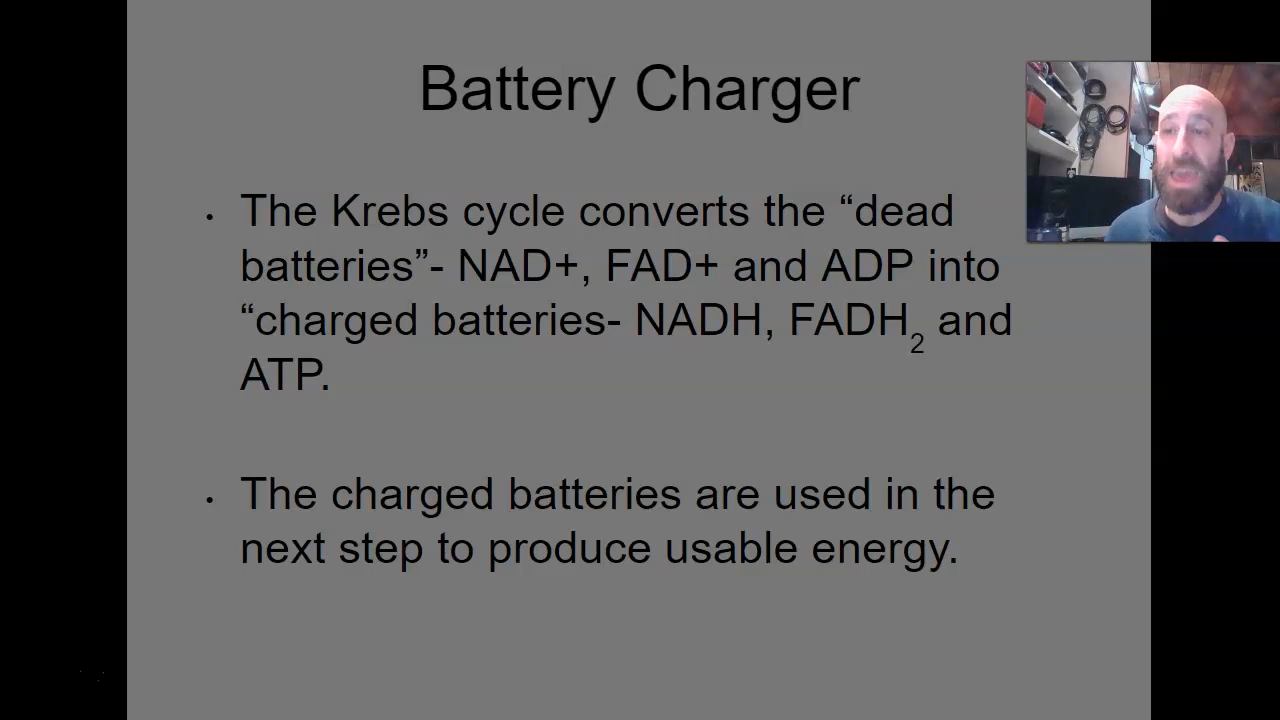 Battery Charger
• The Krebs cycle converts the “dead
batteries”- NAD+, FAD+ and ADP into
“charged batteries- NADH, FADH2 and
ATP.
• The charged batteries are used in the
next step to produce usable energy.